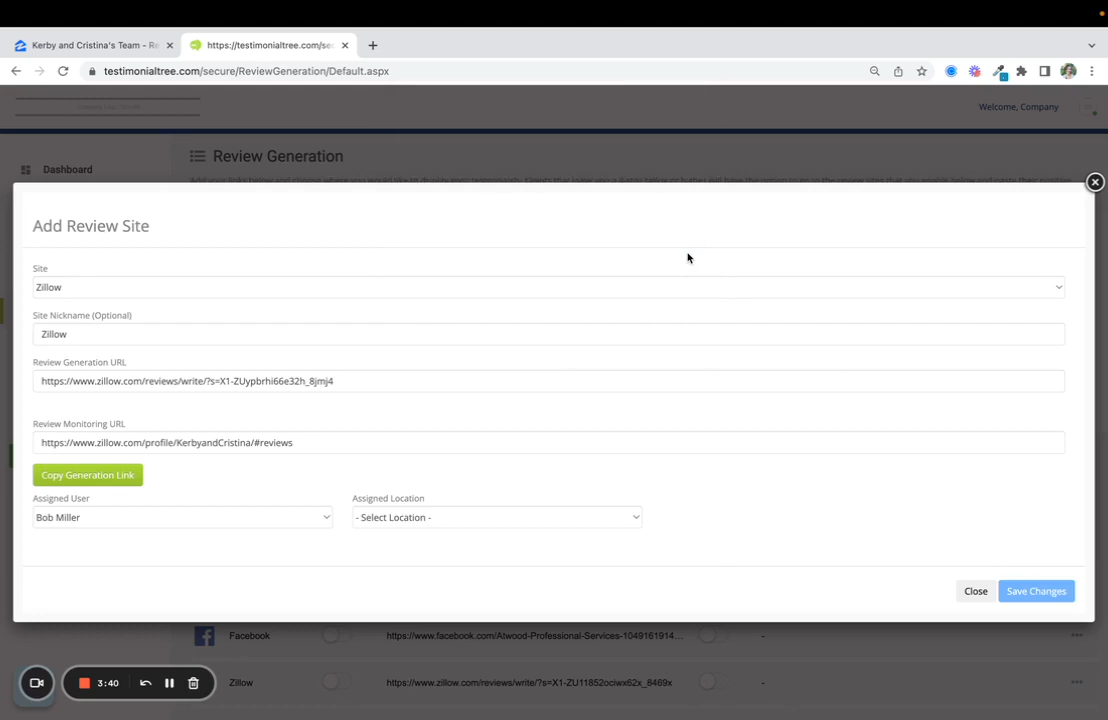 Kerby and Cristina's Team - Re
https://testimonialtree.com/se
testimonialtree.com/secure/ReviewGeneration/Default.aspx
Welcome, Company
Dashboard
Review Generation
Add Review Site
Site
Zillow
Site Nickname (Optional)
Zillow
Review Generation URL
https://www.zillow.com/reviews/write/?s=X1-ZUypbrhi66e32h_8jmj4
Review Monitoring URL
https://www.zillow.com/profile/KerbyandCristina/#reviews
Copy Generation Link
Assigned User
Assigned Location
Bob Miller
- Select Location -
Close
Save Changes
Facebook
https://www.facebook.com/Atwood-Professional-Services-1049161914...
-
Zillow
https://www.zillow.com/reviews/write/?s=X1-ZU11852ociwx62x_6469x
-
3:40